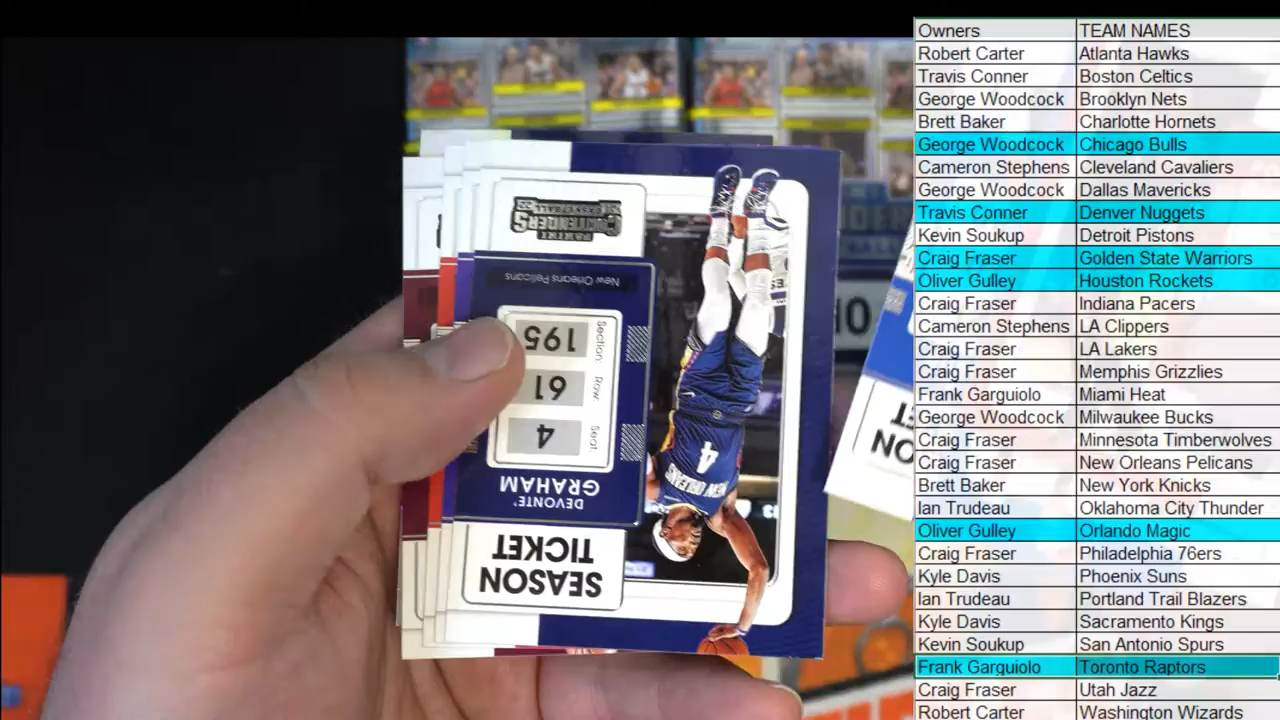 Owners TEAM NAMES
Robert Carter Atlanta Hawks
Travis Conner Boston Celtics
George Woodcock Brooklyn Nets
Brett Baker Charlotte Hornets
George Woodcock Chicago Bulls
Cameron Stephens Cleveland Cavaliers
George Woodcock Dallas Mavericks
Travis Conner Denver Nuggets
Kevin Soukup Detroit Pistons
Craig Fraser Golden State Warriors
Oliver Gulley Houston Rockets
Craig Fraser Indiana Pacers
Cameron Stephens LA Clippers
Craig Fraser LA Lakers
Craig Fraser Memphis Grizzlies
Frank Garguiolo Miami Heat
George Woodcock Milwaukee Bucks
Craig Fraser Minnesota Timberwolves
Craig Fraser New Orleans Pelicans
Brett Baker New York Knicks
Ian Trudeau Oklahoma City Thunder
Oliver Gulley Orlando Magic
Craig Fraser Philadelphia 76ers
Kyle Davis Phoenix Suns
Ian Trudeau Portland Trail Blazers
Kyle Davis Sacramento Kings
Kevin Soukup San Antonio Spurs
Frank Garguiolo Toronto Raptors
Craig Fraser Utah Jazz
Robert Carter Washington Wizards
SEASON
TICKET
DEVONTE'
GRAHAM
Seat: 4
Row: 61
Section: 195
New Orleans Pelicans
PANINI
CONTENDERS
BASKETBALL
NEW ORLEANS
4
SEASON
TICKET